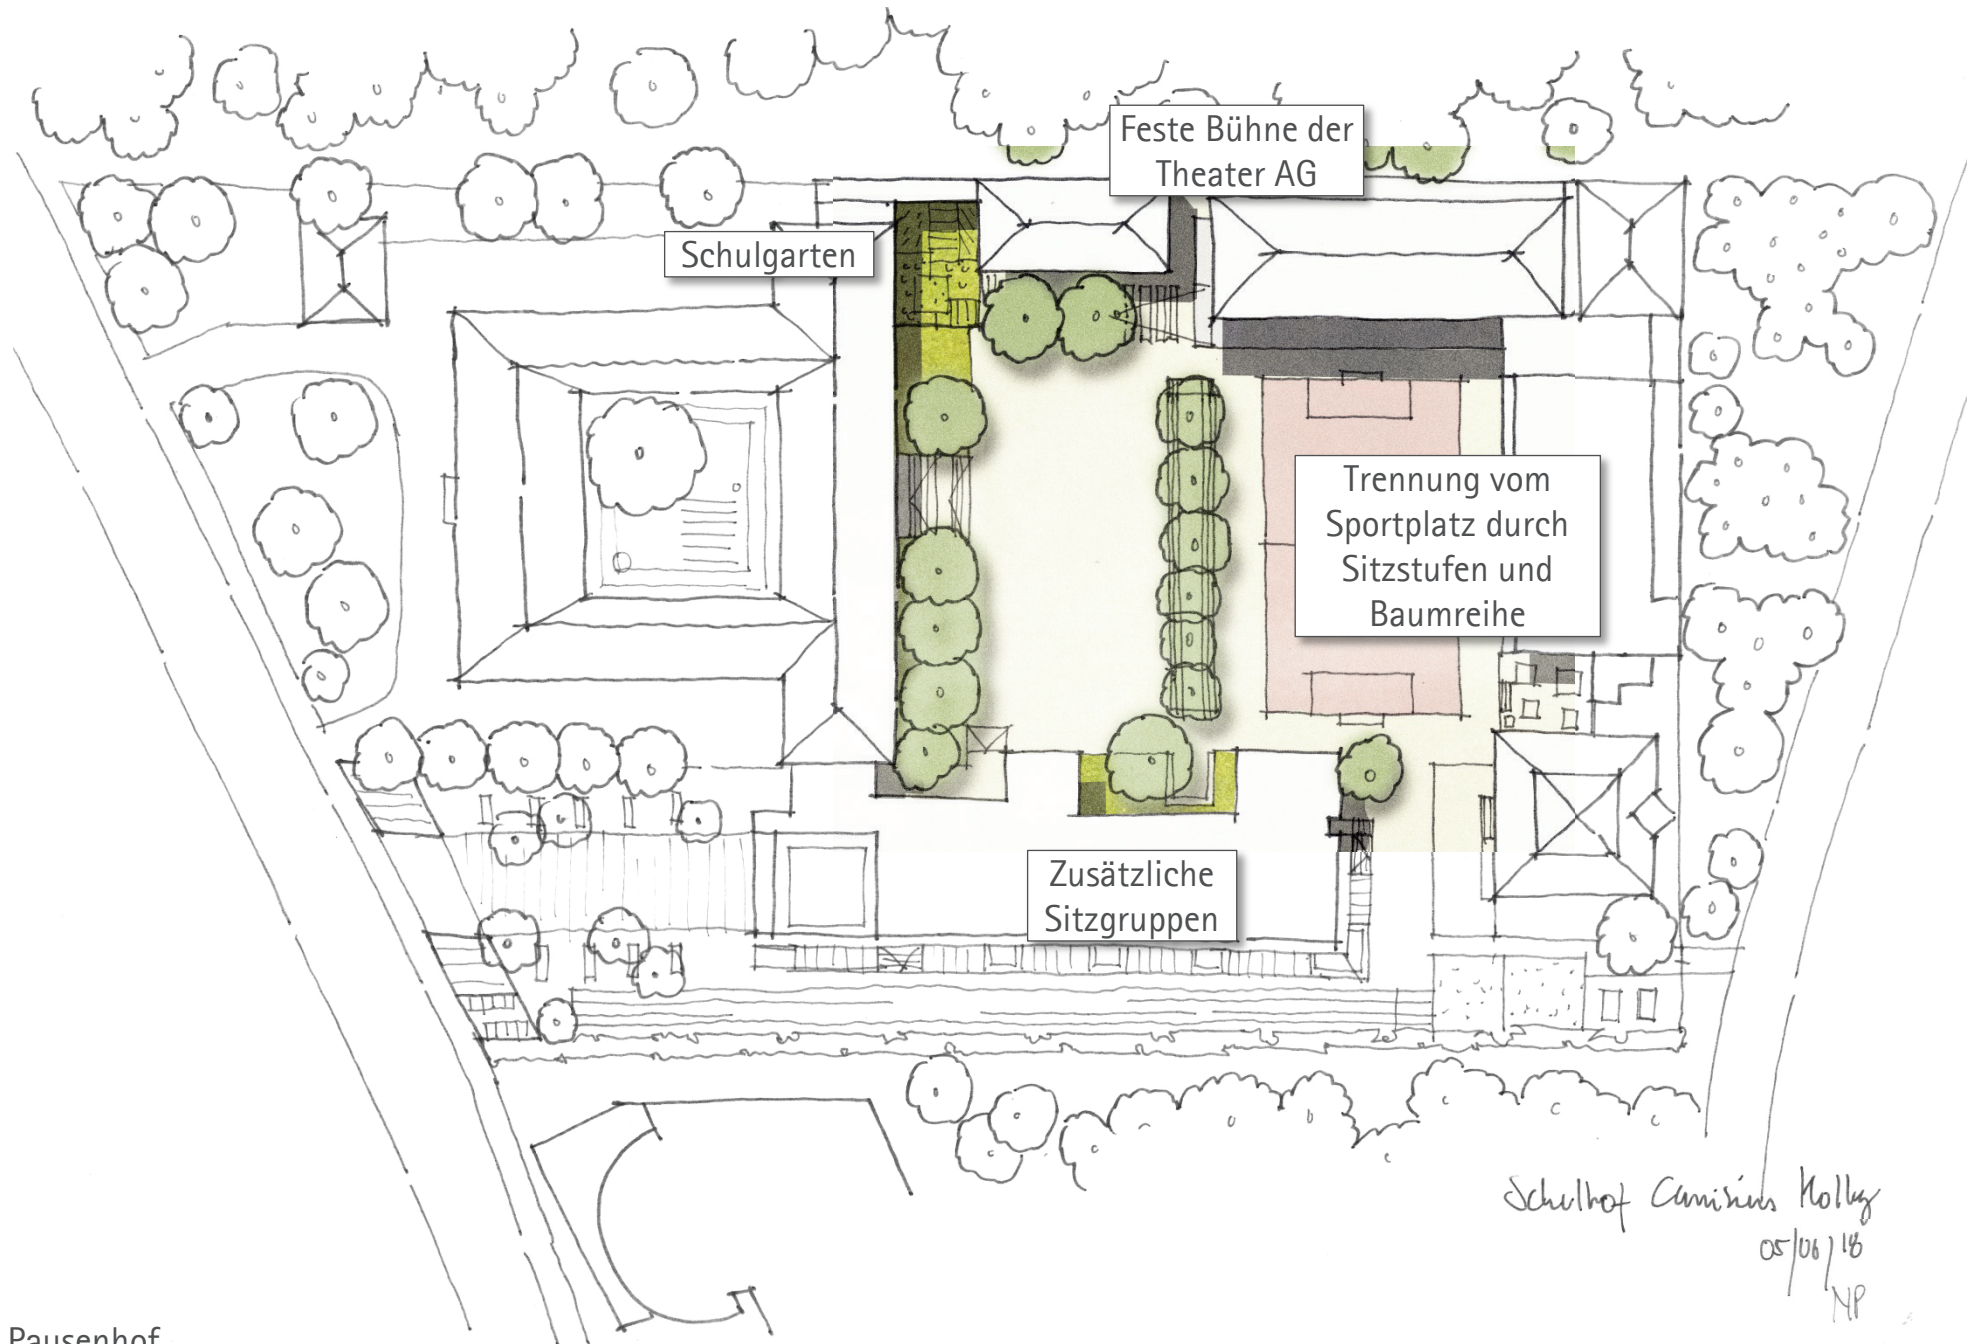 Feste Bühne der
Theater AG
Schulgarten
Trennung vom
Sportplatz durch
Sitzstufen und
Baumreihe
Zusätzliche
Sitzgruppen
Schulhof Canisius Kolleg
05/06/18
NP
Pausenhof